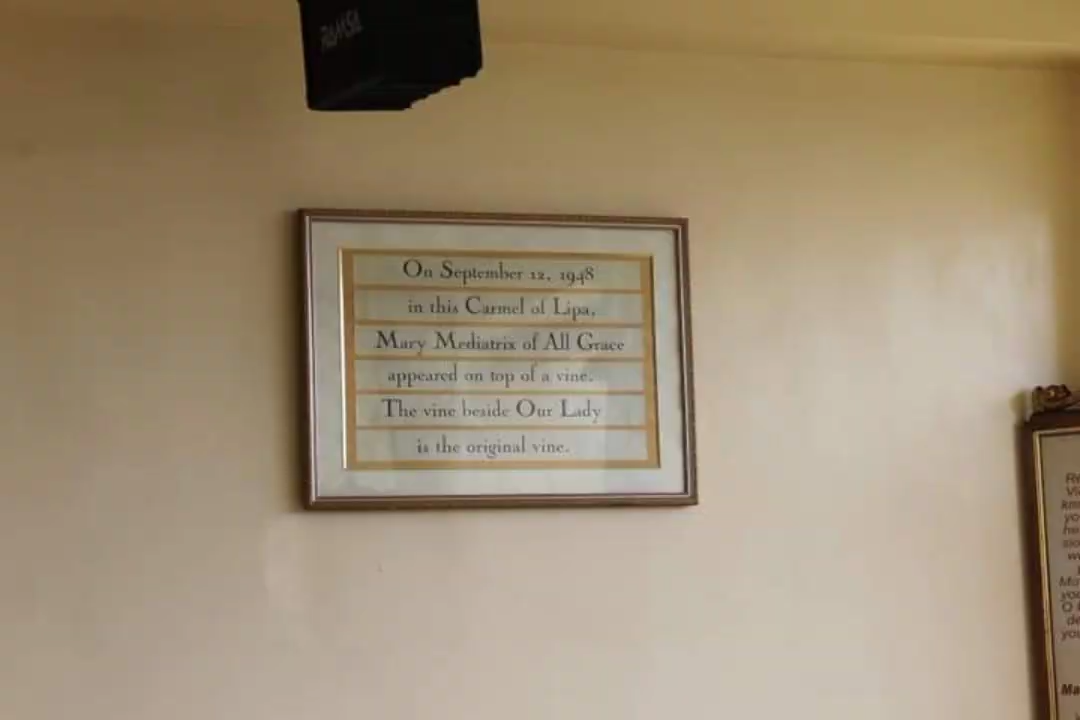 RAMSA
On September 12, 1948
in this Carmel of Lipa,
Mary Mediatrix of All Grace
appeared on top of a vine.
The vine beside Our Lady
is the original vine.